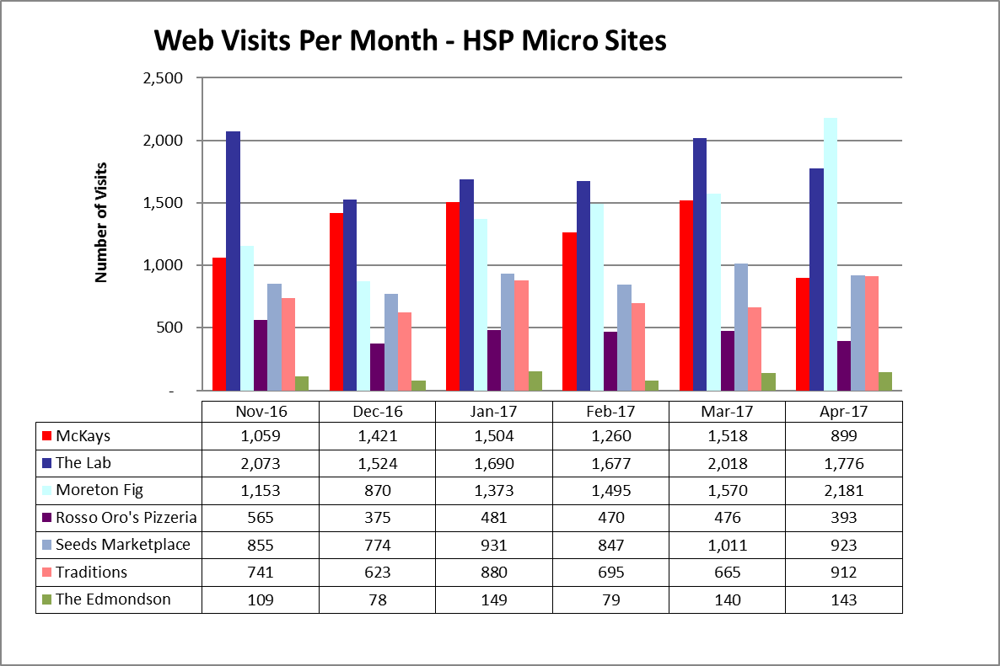 Web Visits Per Month - HSP Micro Sites
2,500
2,000
1,500
1,000
500
-
Number of Visits
Nov-16 Dec-16 Jan-17 Feb-17 Mar-17 Apr-17
McKays 1,059 1,421 1,504 1,260 1,518 899
The Lab 2,073 1,524 1,690 1,677 2,018 1,776
Moreton Fig 1,153 870 1,373 1,495 1,570 2,181
Rosso Oro's Pizzeria 565 375 481 470 476 393
Seeds Marketplace 855 774 931 847 1,011 923
Traditions 741 623 880 695 665 912
The Edmondson 109 78 149 79 140 143